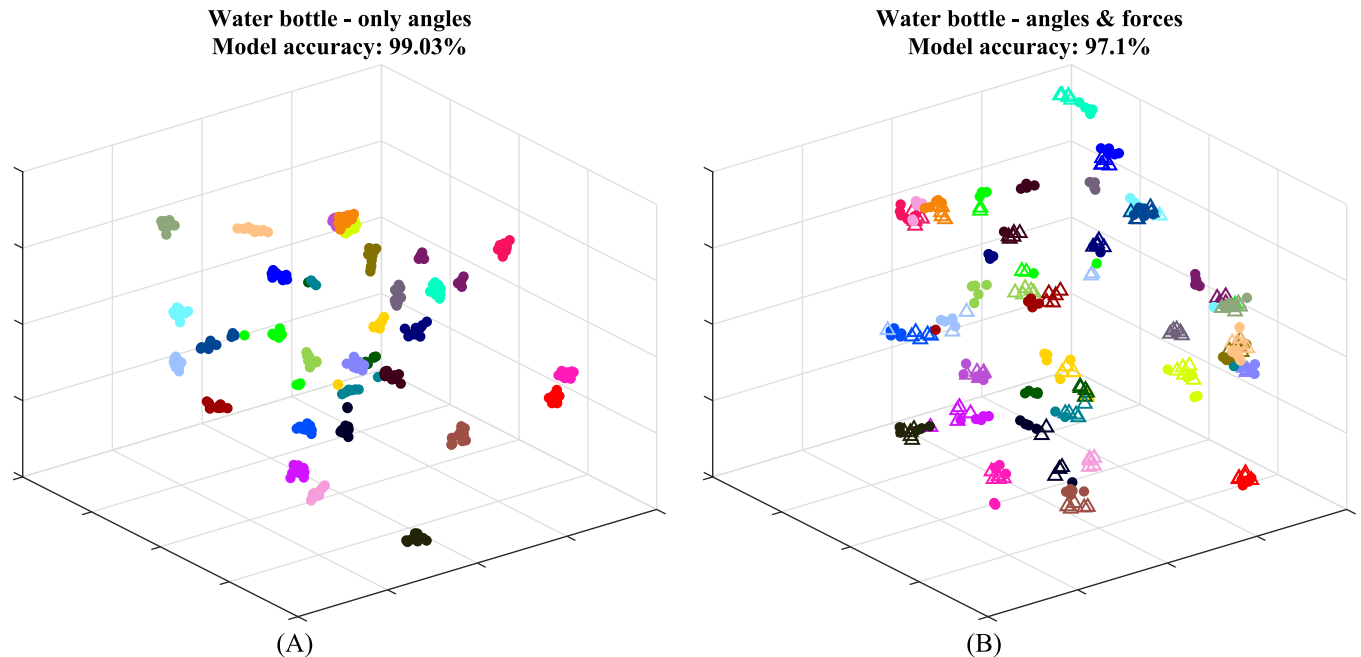 Water bottle - only angles
Model accuracy: 99.03%
Water bottle - angles & forces
Model accuracy: 97.1%
(A)
(B)